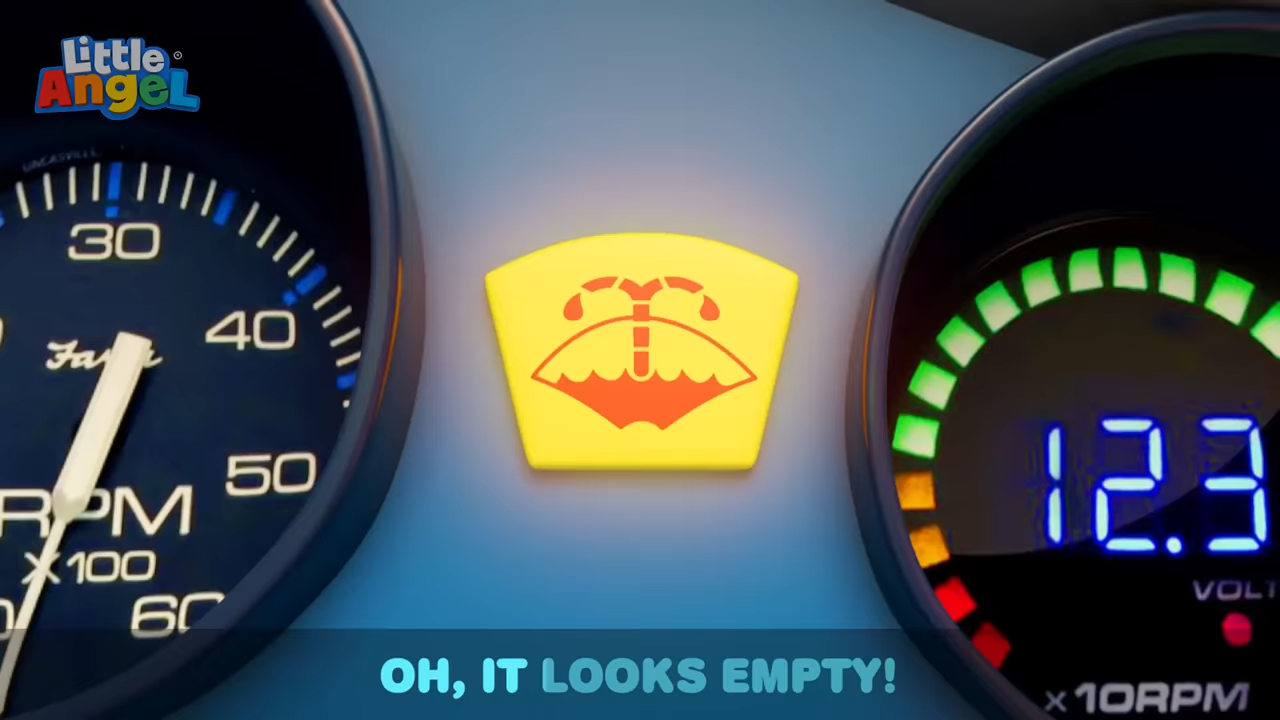 Little
Angel
30
40
50
RPM
X100
60
12.3
VOLT
x10RPM
OH, IT LOOKS EMPTY!